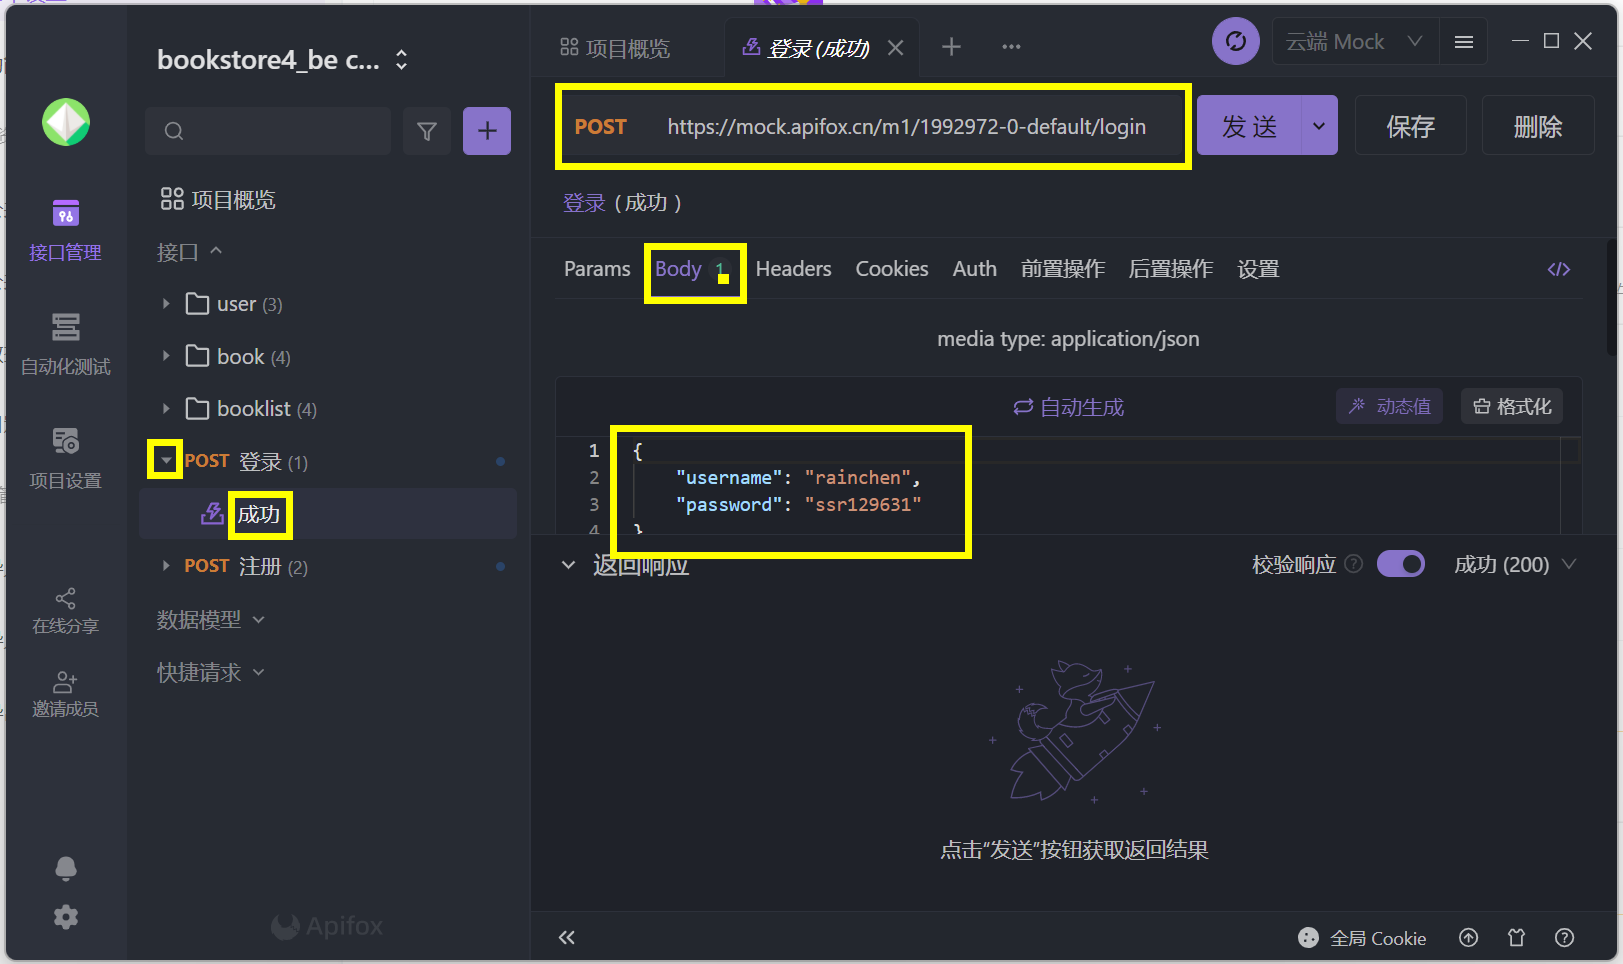 bookstore4_be c...
项目概览
登录 (成功)
云端 Mock
POST https://mock.apifox.cn/m1/1992972-0-default/login
发 送
保存
删除
登录 (成功)
项目概览
接口管理
接口
user (3)
book (4)
booklist (4)
POST 登录 (1)
成功
POST 注册 (2)
数据模型
快捷请求
自动化测试
项目设置
在线分享
邀请成员
Apifox
Params Body 1 Headers Cookies Auth 前置操作 后置操作 设置 </>
media type: application/json
自动生成
动态值
格式化
1 {
2 "username": "rainchen",
3 "password": "ssr129631"
4 }
返回响应
校验响应
成功 (200)
点击“发送”按钮获取返回结果
全局 Cookie